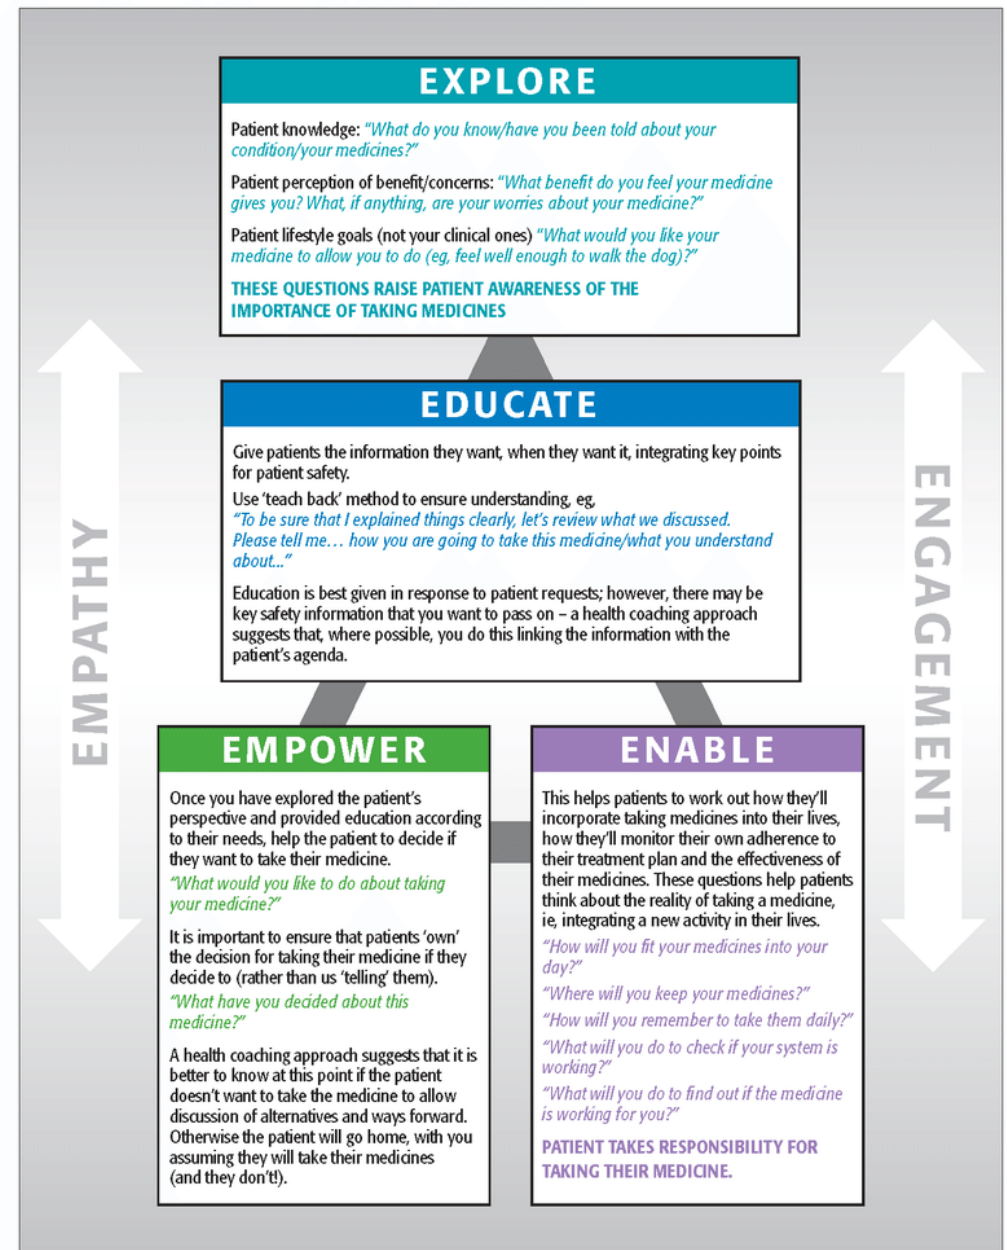 EXPLORE
Patient knowledge: “What do you know/have you been told about your
condition/your medicines?”
Patient perception of benefit/concerns: “What benefit do you feel your medicine
gives you? What, if anything, are your worries about your medicine?”
Patient lifestyle goals (not your clinical ones) “What would you like your
medicine to allow you to do (eg, feel well enough to walk the dog)?”
THESE QUESTIONS RAISE PATIENT AWARENESS OF THE
IMPORTANCE OF TAKING MEDICINES
EDUCATE
Give patients the information they want, when they want it, integrating key points
for patient safety.
Use ‘teach back’ method to ensure understanding, eg,
“To be sure that I explained things clearly, let’s review what we discussed.
Please tell me… how you are going to take this medicine/what you understand
about...”
Education is best given in response to patient requests; however, there may be
key safety information that you want to pass on – a health coaching approach
suggests that, where possible, you do this linking the information with the
patient’s agenda.
EMPATHY
ENGAGEMENT
EMPOWER
Once you have explored the patient’s
perspective and provided education according
to their needs, help the patient to decide if
they want to take their medicine.
“What would you like to do about taking
your medicine?”
It is important to ensure that patients ‘own’
the decision for taking their medicine if they
decide to (rather than us ‘telling’ them).
“What have you decided about this
medicine?”
A health coaching approach suggests that it is
better to know at this point if the patient
doesn’t want to take the medicine to allow
discussion of alternatives and ways forward.
Otherwise the patient will go home, with you
assuming they will take their medicines
(and they don’t!).
ENABLE
This helps patients to work out how they’ll
incorporate taking medicines into their lives,
how they’ll monitor their own adherence to
their treatment plan and the effectiveness of
their medicines. These questions help patients
think about the reality of taking a medicine,
ie, integrating a new activity in their lives.
“How will you fit your medicines into your
day?”
“Where will you keep your medicines?”
“How will you remember to take them daily?”
“What will you do to check if your system is
working?”
“What will you do to find out if the medicine
is working for you?”
PATIENT TAKES RESPONSIBILITY FOR
TAKING THEIR MEDICINE.